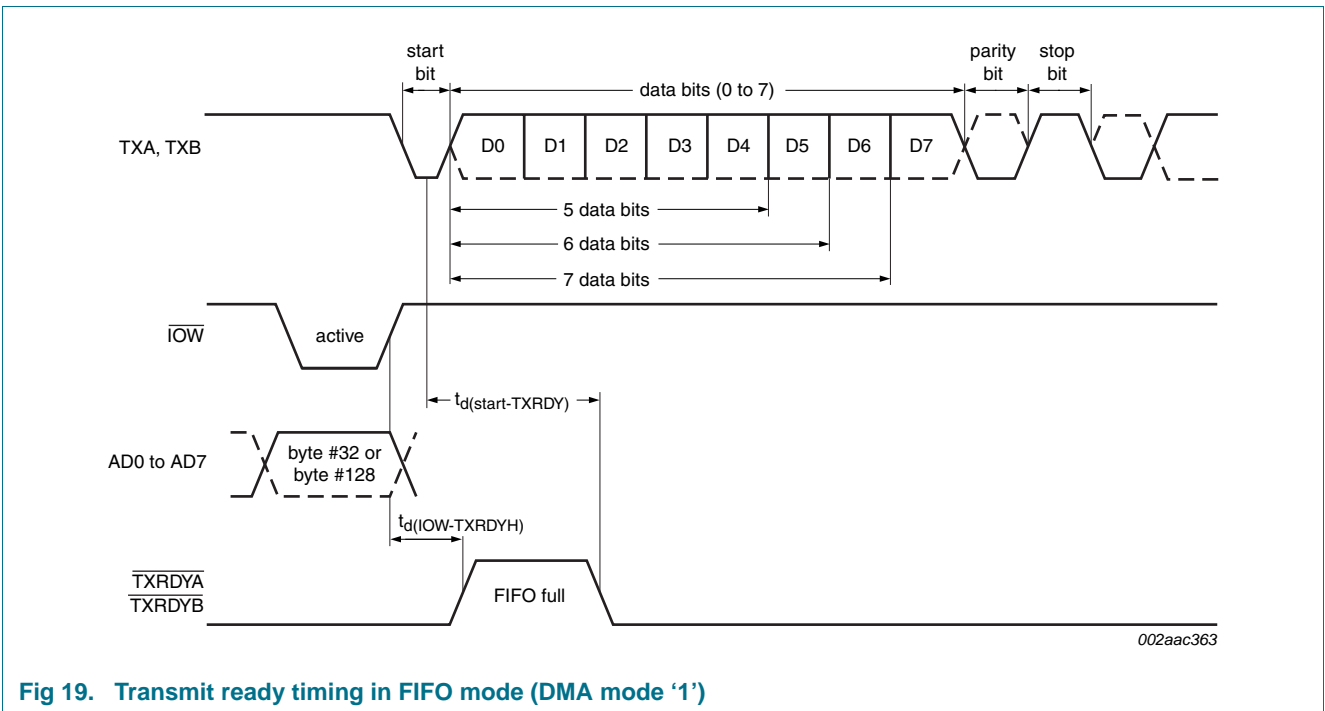 start
bit
parity
bit
stop
bit
data bits (0 to 7)
TXA, TXB
D0 D1 D2 D3 D4 D5 D6 D7
5 data bits
6 data bits
7 data bits
IOW
active
td(start-TXRDY)
AD0 to AD7
byte #32 or
byte #128
td(IOW-TXRDYH)
TXRDYA
TXRDYB
FIFO full
002aac363
Fig 19. Transmit ready timing in FIFO mode (DMA mode ‘1’)